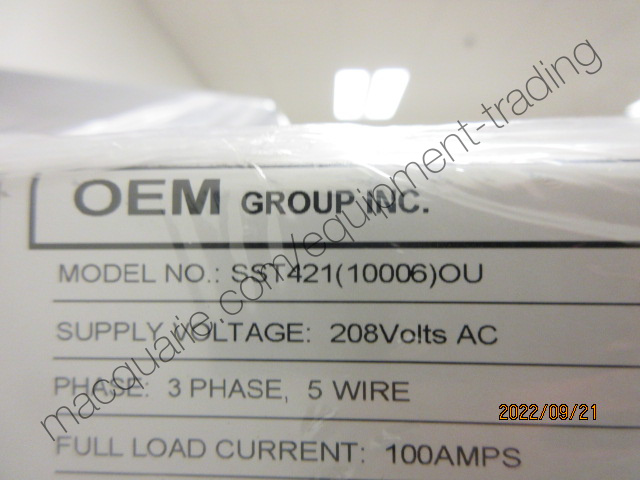 OEM GROUP INC.
MODEL NO.: SST421(10006)OU
SUPPLY VOLTAGE: 208Volts AC
PHASE: 3 PHASE, 5 WIRE
FULL LOAD CURRENT: 100AMPS
2022/09/21
macquarie.com/equipment-trading